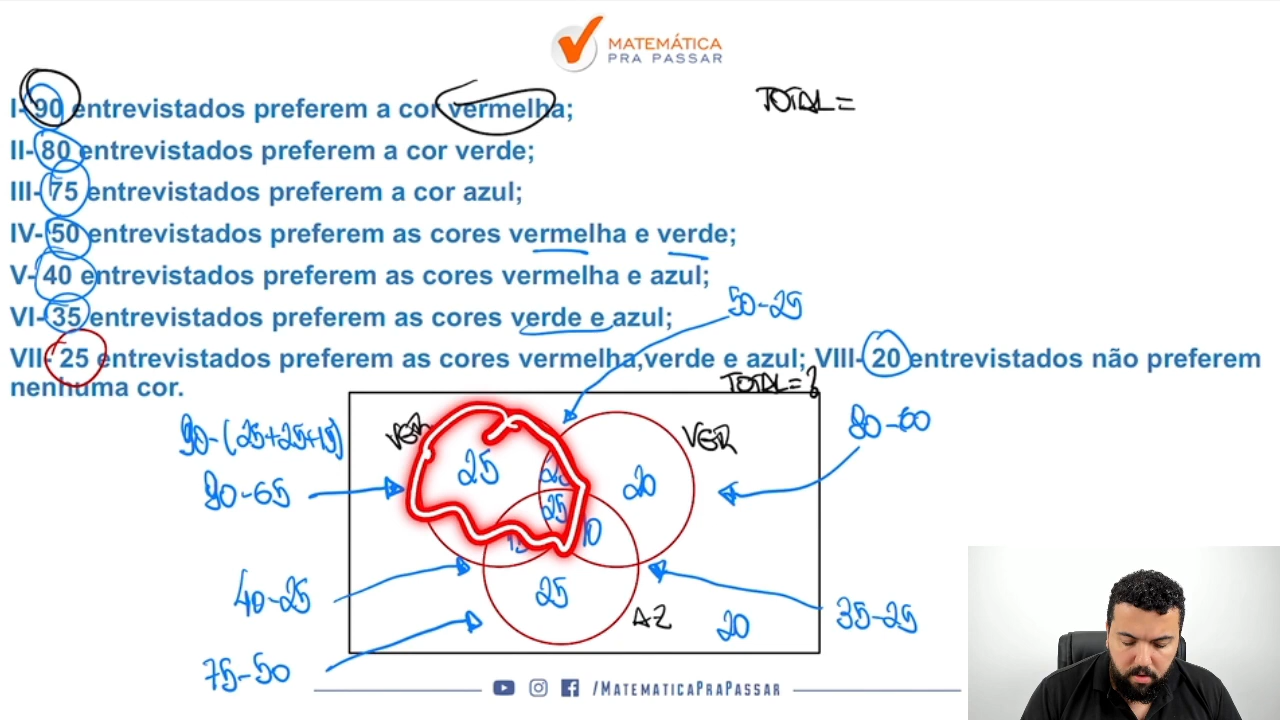 MATEMÁTICA
PRA PASSAR
I- 90 entrevistados preferem a cor vermelha;
TOTAL=
II- 80 entrevistados preferem a cor verde;
III- 75 entrevistados preferem a cor azul;
IV- 50 entrevistados preferem as cores vermelha e verde;
V- 40 entrevistados preferem as cores vermelha e azul;
VI- 35 entrevistados preferem as cores verde e azul;
50-25
VII- 25 entrevistados preferem as cores vermelha,verde e azul; VIII- 20 entrevistados não preferem
nenhuma cor.
TOTAL=?
90-(25+25+15)
VER
VER
80-60
90-65
25
25
20
25
15
10
40-25
25
AZ
20
35-25
75-50
/MATEMATICAPRAPASSAR